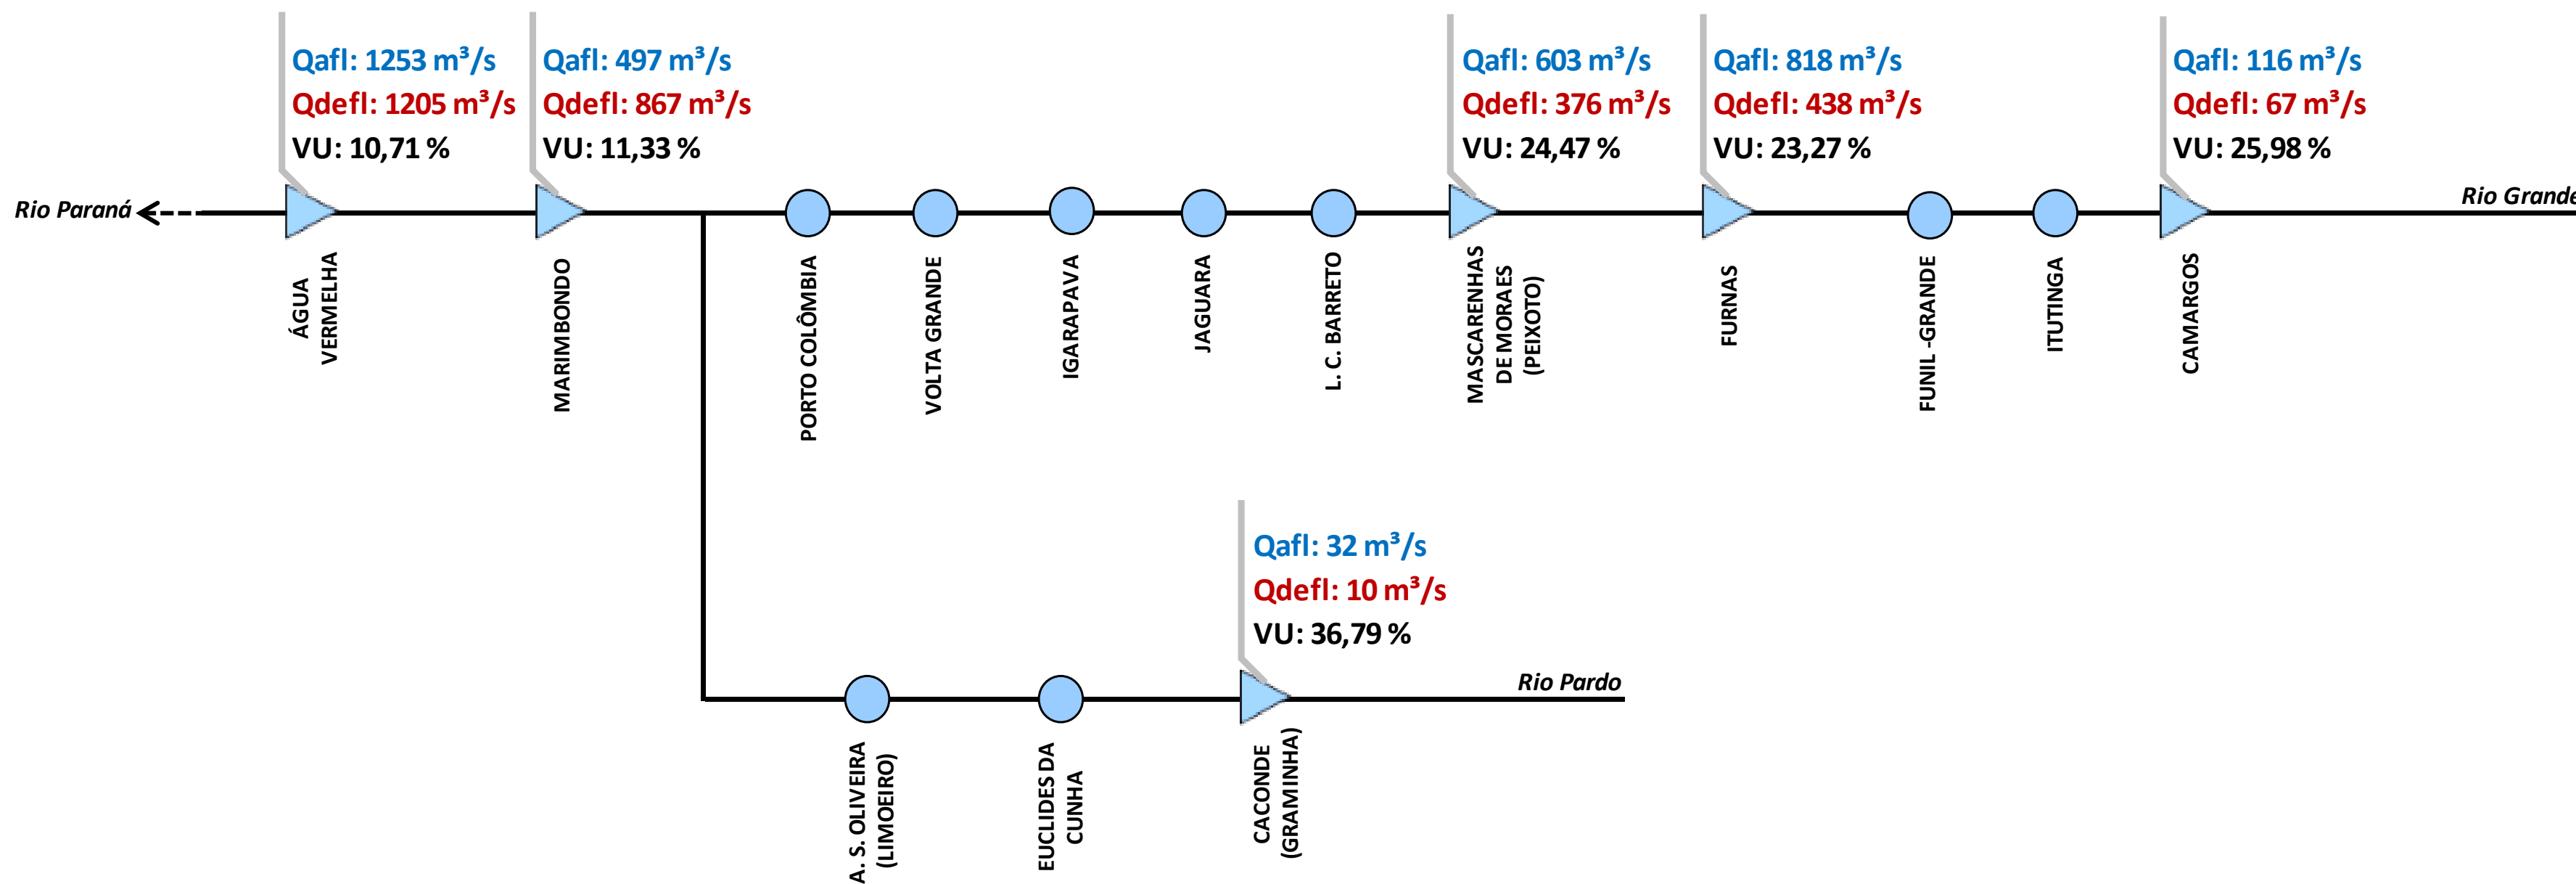 Qafl: 1253 m³/s
Qdefl: 1205 m³/s
VU: 10,71 %
Qafl: 497 m³/s
Qdefl: 867 m³/s
VU: 11,33 %
Qafl: 603 m³/s
Qdefl: 376 m³/s
VU: 24,47 %
Qafl: 818 m³/s
Qdefl: 438 m³/s
VU: 23,27 %
Qafl: 116 m³/s
Qdefl: 67 m³/s
VU: 25,98 %
Rio Paraná
Rio Grande
ÁGUA
VERMELHA
MARIMBONDO
PORTO COLÔMBIA
VOLTA GRANDE
IGARAPAVA
JAGUARA
L. C. BARRETO
MASCARENHAS
DE MORAES
(PEIXOTO)
FURNAS
FUNIL -GRANDE
ITUTINGA
CAMARGOS
Qafl: 32 m³/s
Qdefl: 10 m³/s
VU: 36,79 %
Rio Pardo
A. S. OLIVEIRA
(LIMOEIRO)
EUCLIDES DA
CUNHA
CACONDE
(GRAMINHA)